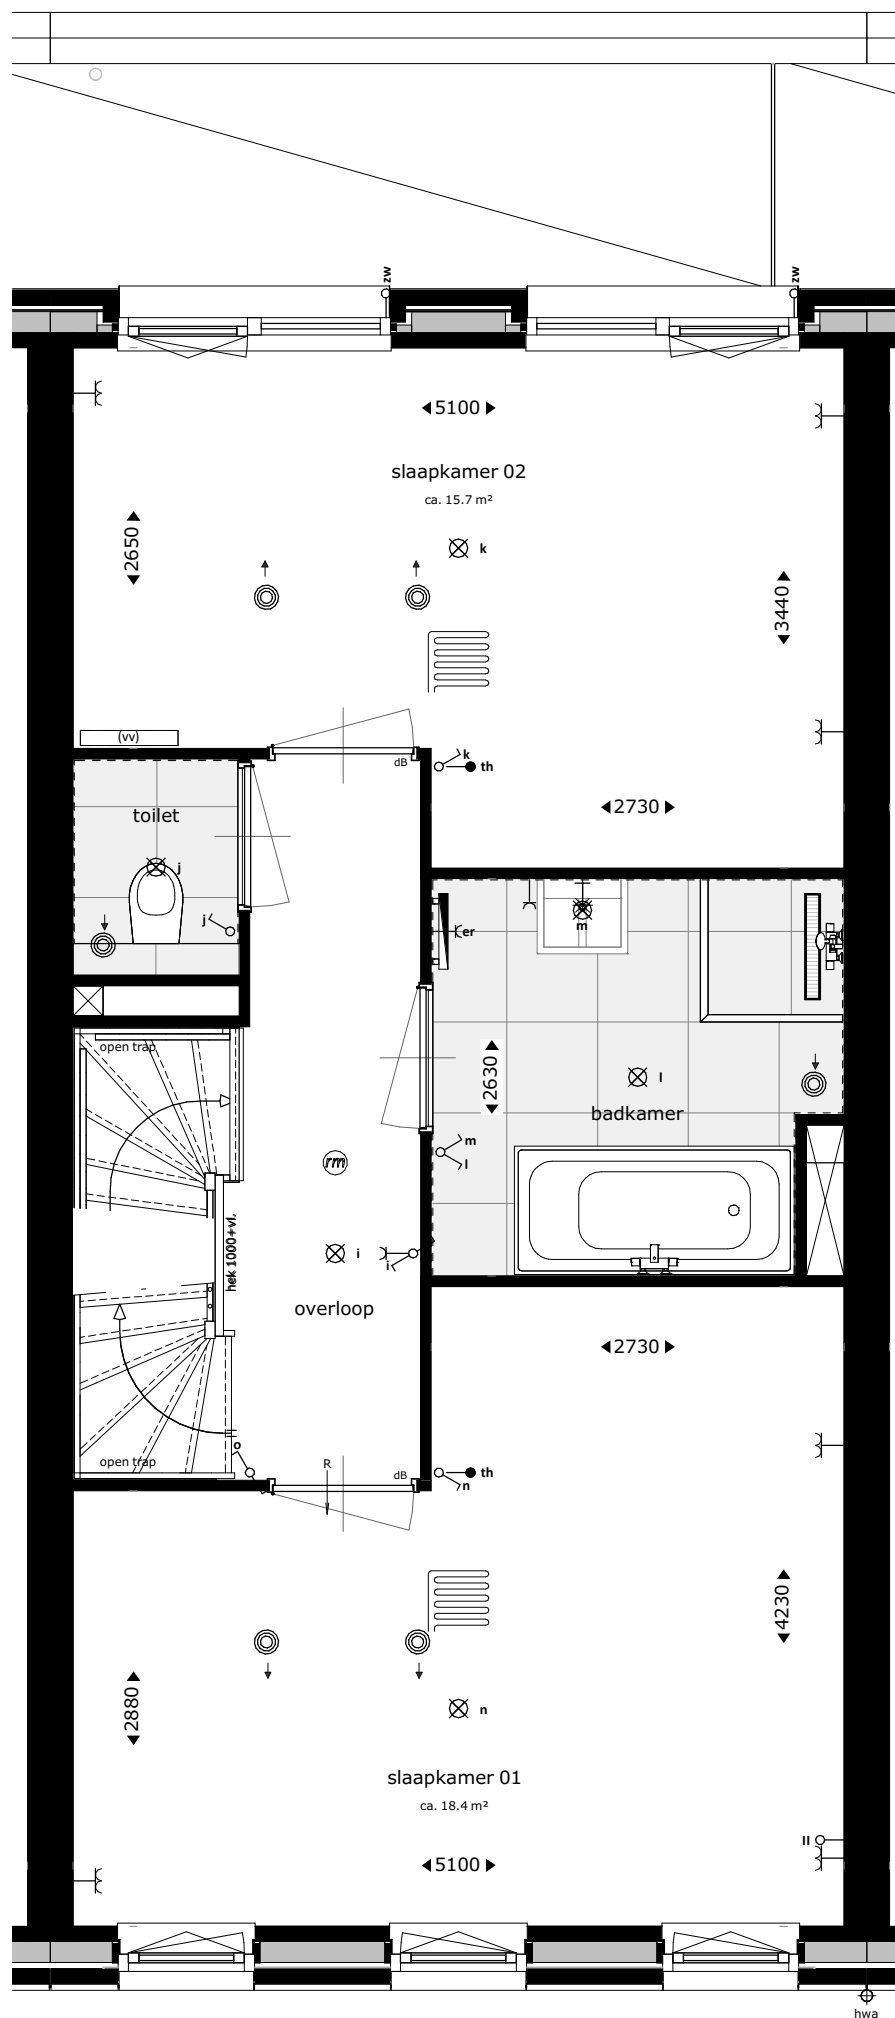 zw
zw
5100
slaapkamer 02
ca. 15.7 m²
2650
k
3440
(vv)
dB
k
th
2730
toilet
j
j
er
m
open trap
2630
l
badkamer
m
l
rm
hek 1000+vl.
i
i
overloop
2730
o
open trap
R
dB
th
n
4230
2880
n
slaapkamer 01
ca. 18.4 m²
II
5100
hwa